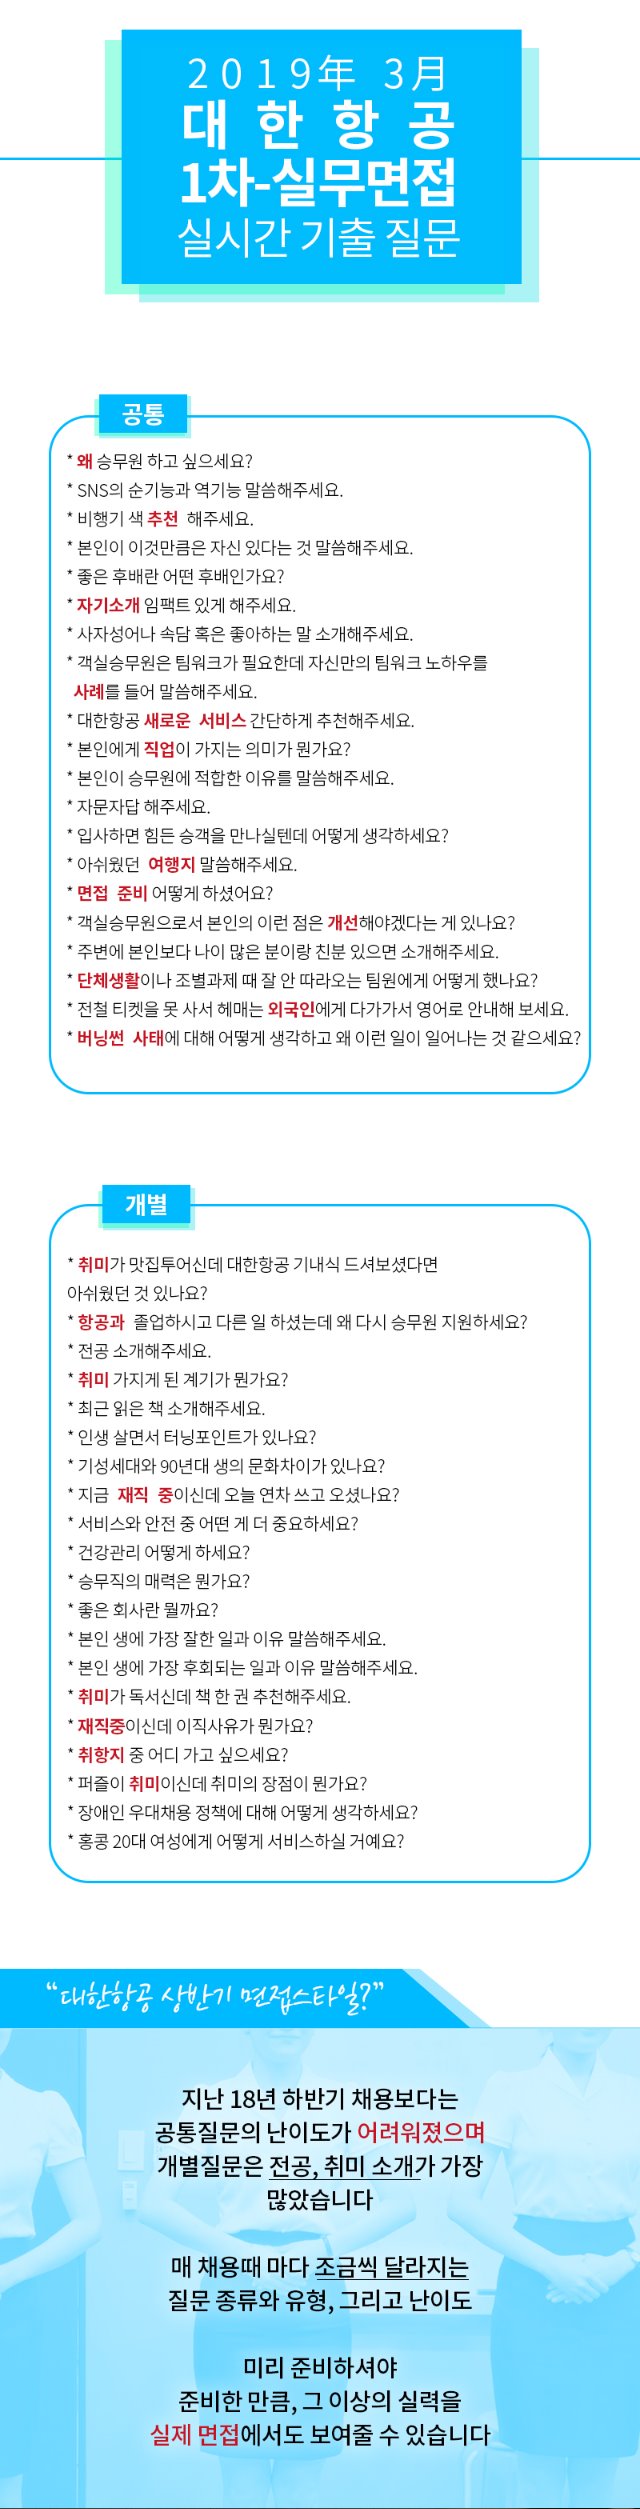 2019年 3月
대한항공
1차-실무면접
실시간 기출 질문
공통
* 왜 승무원 하고 싶으세요?
* SNS의 순기능과 역기능 말씀해주세요.
* 비행기 색 추천 해주세요.
* 본인이 이것만큼은 자신 있다는 것 말씀해주세요.
* 좋은 후배란 어떤 후배인가요?
* 자기소개 임팩트 있게 해주세요.
* 사자성어나 속담 혹은 좋아하는 말 소개해주세요.
* 객실승무원은 팀워크가 필요한데 자신만의 팀워크 노하우를
사례를 들어 말씀해주세요.
* 대한항공 새로운 서비스 간단하게 추천해주세요.
* 본인에게 직업이 가지는 의미가 뭔가요?
* 본인이 승무원에 적합한 이유를 말씀해주세요.
* 자문자답 해주세요.
* 입사하면 힘든 승객을 만나실텐데 어떻게 생각하세요?
* 아쉬웠던 여행지 말씀해주세요.
* 면접 준비 어떻게 하셨어요?
* 객실승무원으로서 본인의 이런 점은 개선해야겠다는 게 있나요?
* 주변에 본인보다 나이 많은 분이랑 친분 있으면 소개해주세요.
* 단체생활이나 조별과제 때 잘 안 따라오는 팀원에게 어떻게 했나요?
* 전철 티켓을 못 사서 헤매는 외국인에게 다가가서 영어로 안내해 보세요.
* 버닝썬 사태에 대해 어떻게 생각하고 왜 이런 일이 일어나는 것 같으세요?
개별
* 취미가 맛집투어신데 대한항공 기내식 드셔보셨다면
아쉬웠던 것 있나요?
* 항공과 졸업하시고 다른 일 하셨는데 왜 다시 승무원 지원하세요?
* 전공 소개해주세요.
* 취미 가지게 된 계기가 뭔가요?
* 최근 읽은 책 소개해주세요.
* 인생 살면서 터닝포인트가 있나요?
* 기성세대와 90년대 생의 문화차이가 있나요?
* 지금 재직 중이신데 오늘 연차 쓰고 오셨나요?
* 서비스와 안전 중 어떤 게 더 중요하세요?
* 건강관리 어떻게 하세요?
* 승무직의 매력은 뭔가요?
* 좋은 회사란 뭘까요?
* 본인 생에 가장 잘한 일과 이유 말씀해주세요.
* 본인 생에 가장 후회되는 일과 이유 말씀해주세요.
* 취미가 독서신데 책 한 권 추천해주세요.
* 재직중이신데 이직사유가 뭔가요?
* 취항지 중 어디 가고 싶으세요?
* 퍼즐이 취미이신데 취미의 장점이 뭔가요?
* 장애인 우대채용 정책에 대해 어떻게 생각하세요?
* 홍콩 20대 여성에게 어떻게 서비스하실 거예요?
“대한항공 상반기 면접스타일?”
지난 18년 하반기 채용보다는
공통질문의 난이도가 어려워졌으며
개별질문은 전공, 취미 소개가 가장
많았습니다
매 채용때 마다 조금씩 달라지는
질문 종류와 유형, 그리고 난이도
미리 준비하셔야
준비한 만큼, 그 이상의 실력을
실제 면접에서도 보여줄 수 있습니다